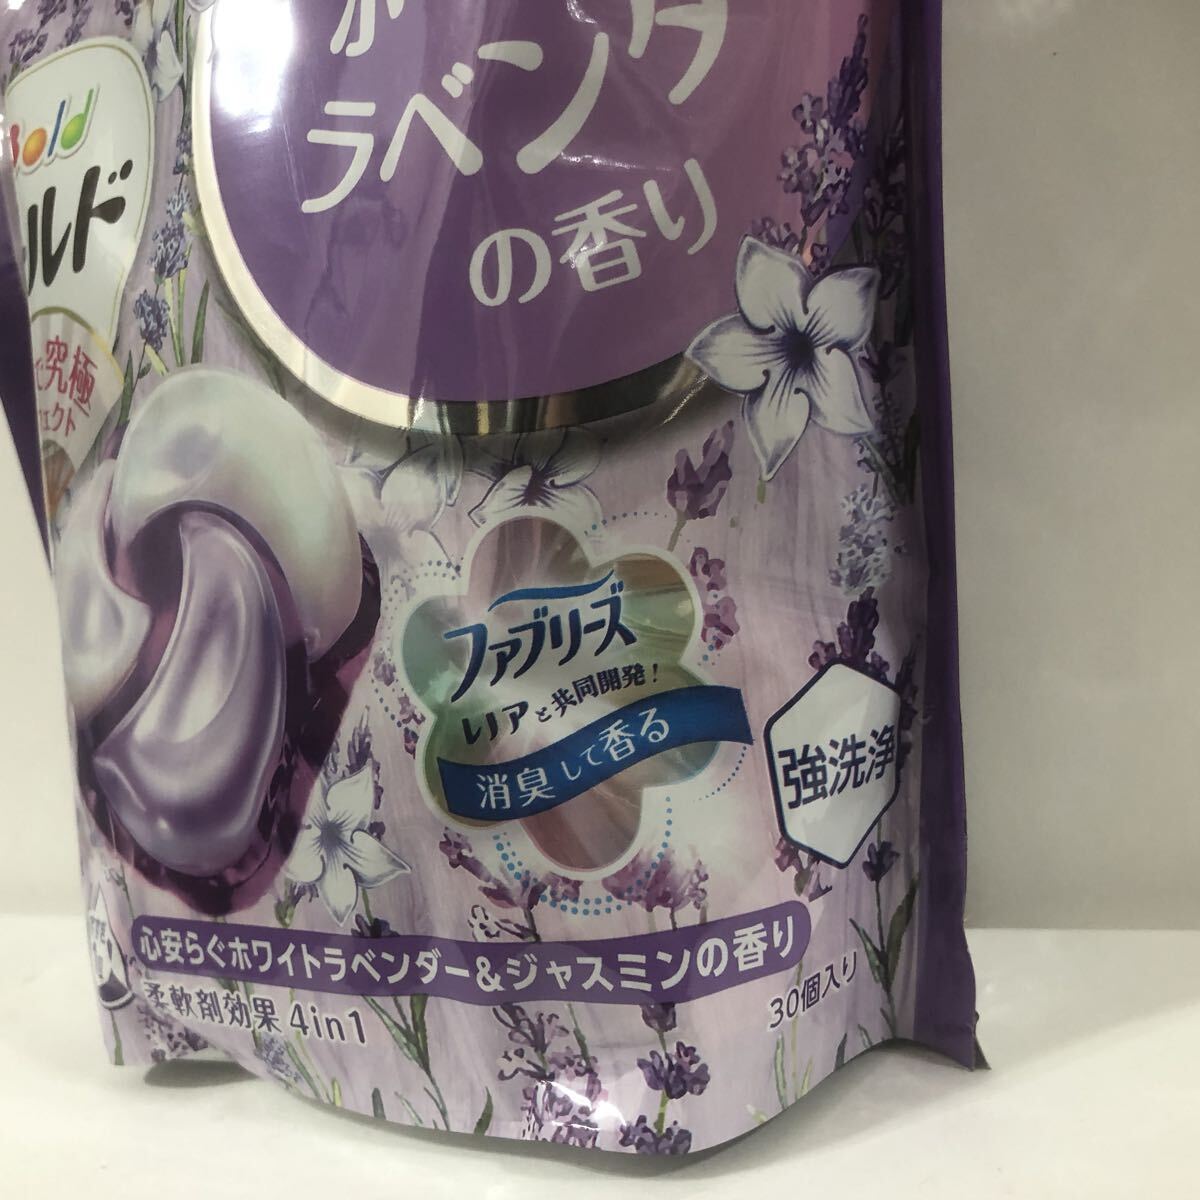 ラベンダ
の香り
Bold
ルド
究極
ェクト
ファブリーズ
レノアと共同開発!
消臭して香る
強洗浄
心安らぐホワイトラベンダー&ジャスミンの香り
柔軟剤効果 4in1
30個入り